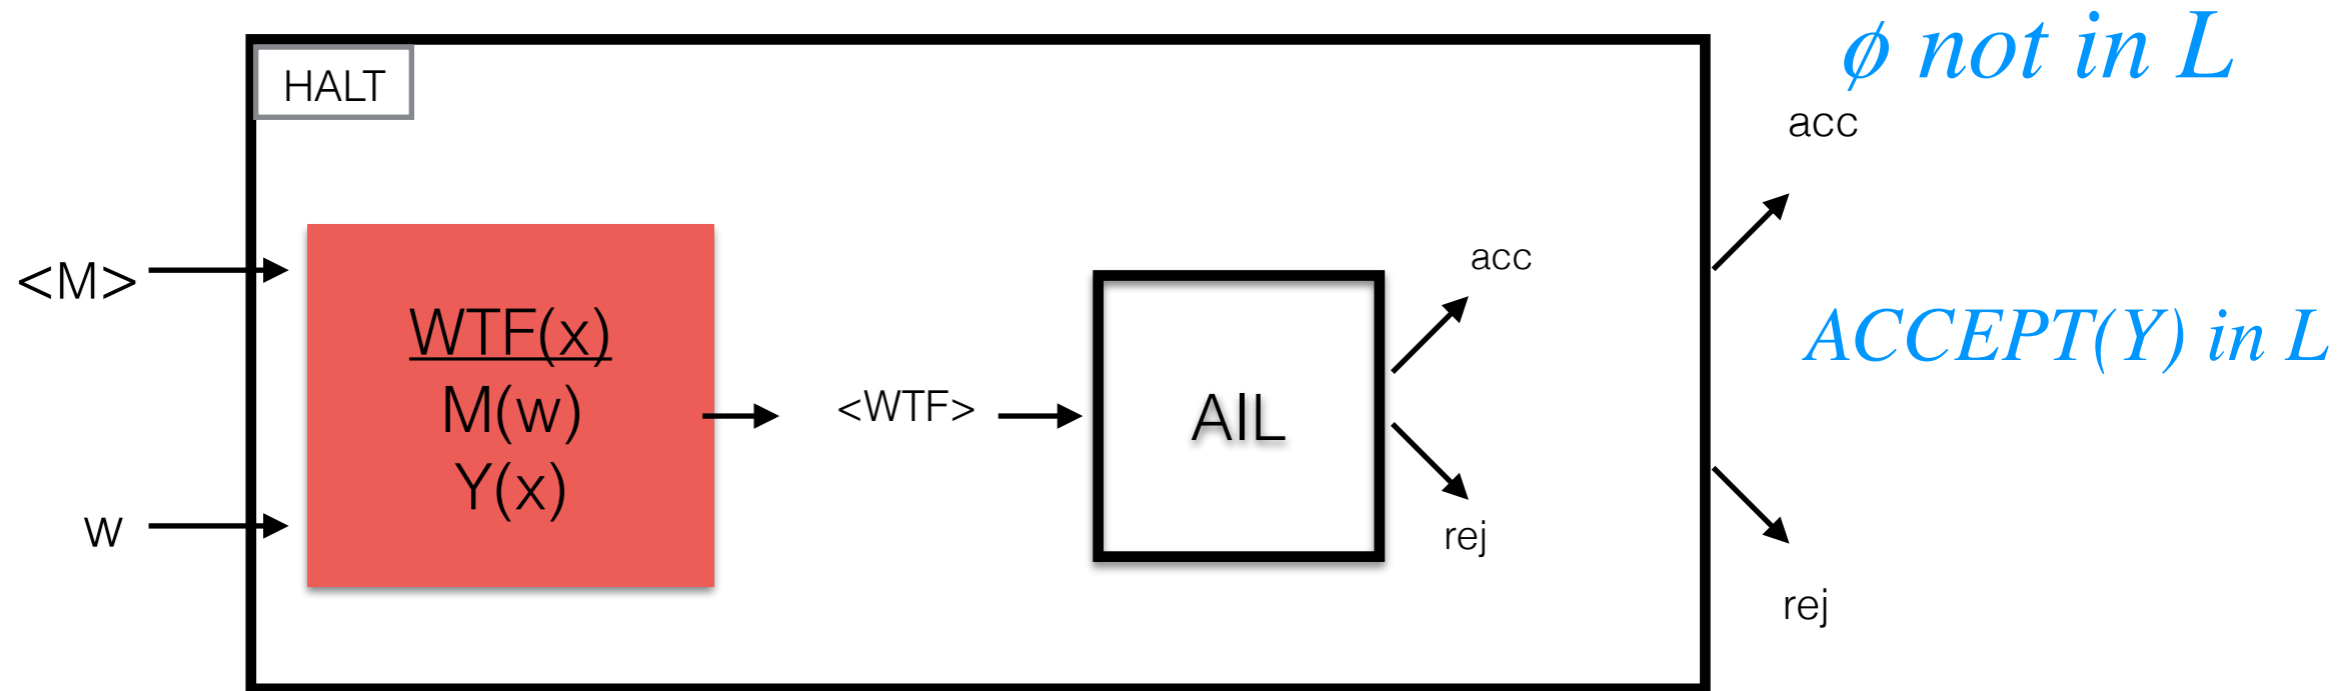 ϕ not in L
HALT
acc
<M>
WTF(x)
M(w)
Y(x)
<WTF>
AIL
acc
rej
ACCEPT(Y) in L
w
rej